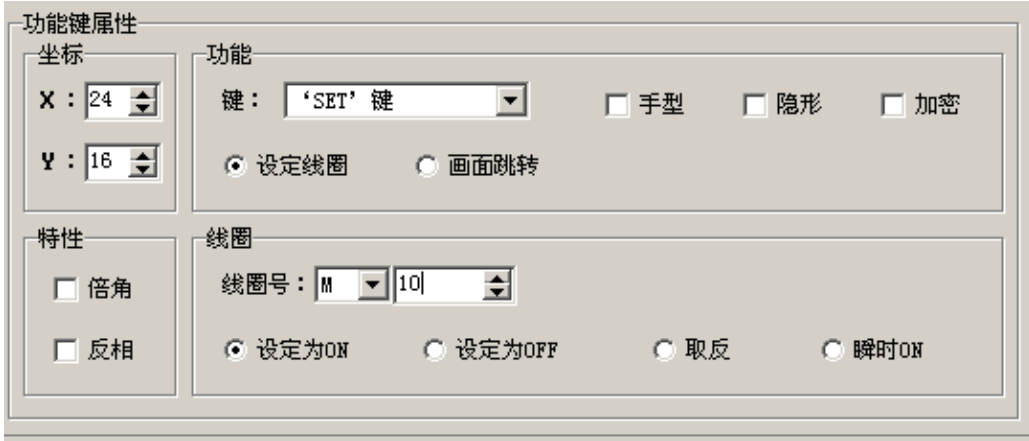 功能键属性
坐标
X：24
Y：16
功能
键： ‘SET’ 键 手型 隐形 加密
设定线圈 画面跳转
特性
倍角
反相
线圈
线圈号：M 10
设定为ON 设定为OFF 取反 瞬时ON